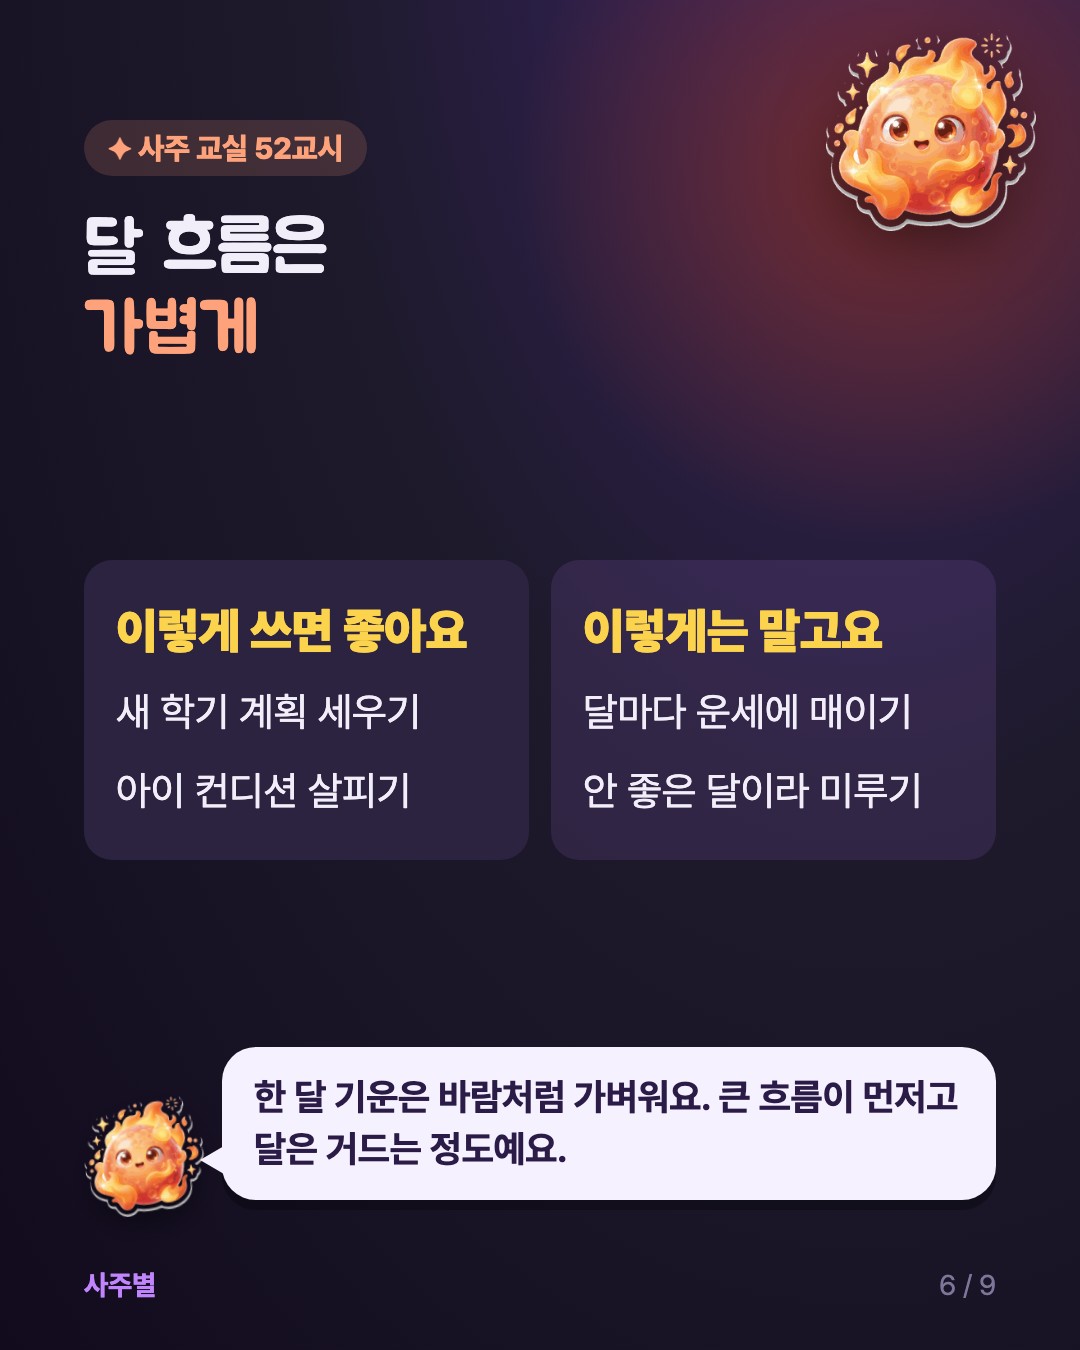 ✦ 사주 교실 52교시
달 흐름은
가볍게
이렇게 쓰면 좋아요
새 학기 계획 세우기
아이 컨디션 살피기
이렇게는 말고요
달마다 운세에 매이기
안 좋은 달이라 미루기
한 달 기운은 바람처럼 가벼워요. 큰 흐름이 먼저고
달은 거드는 정도예요.
사주별
6 / 9